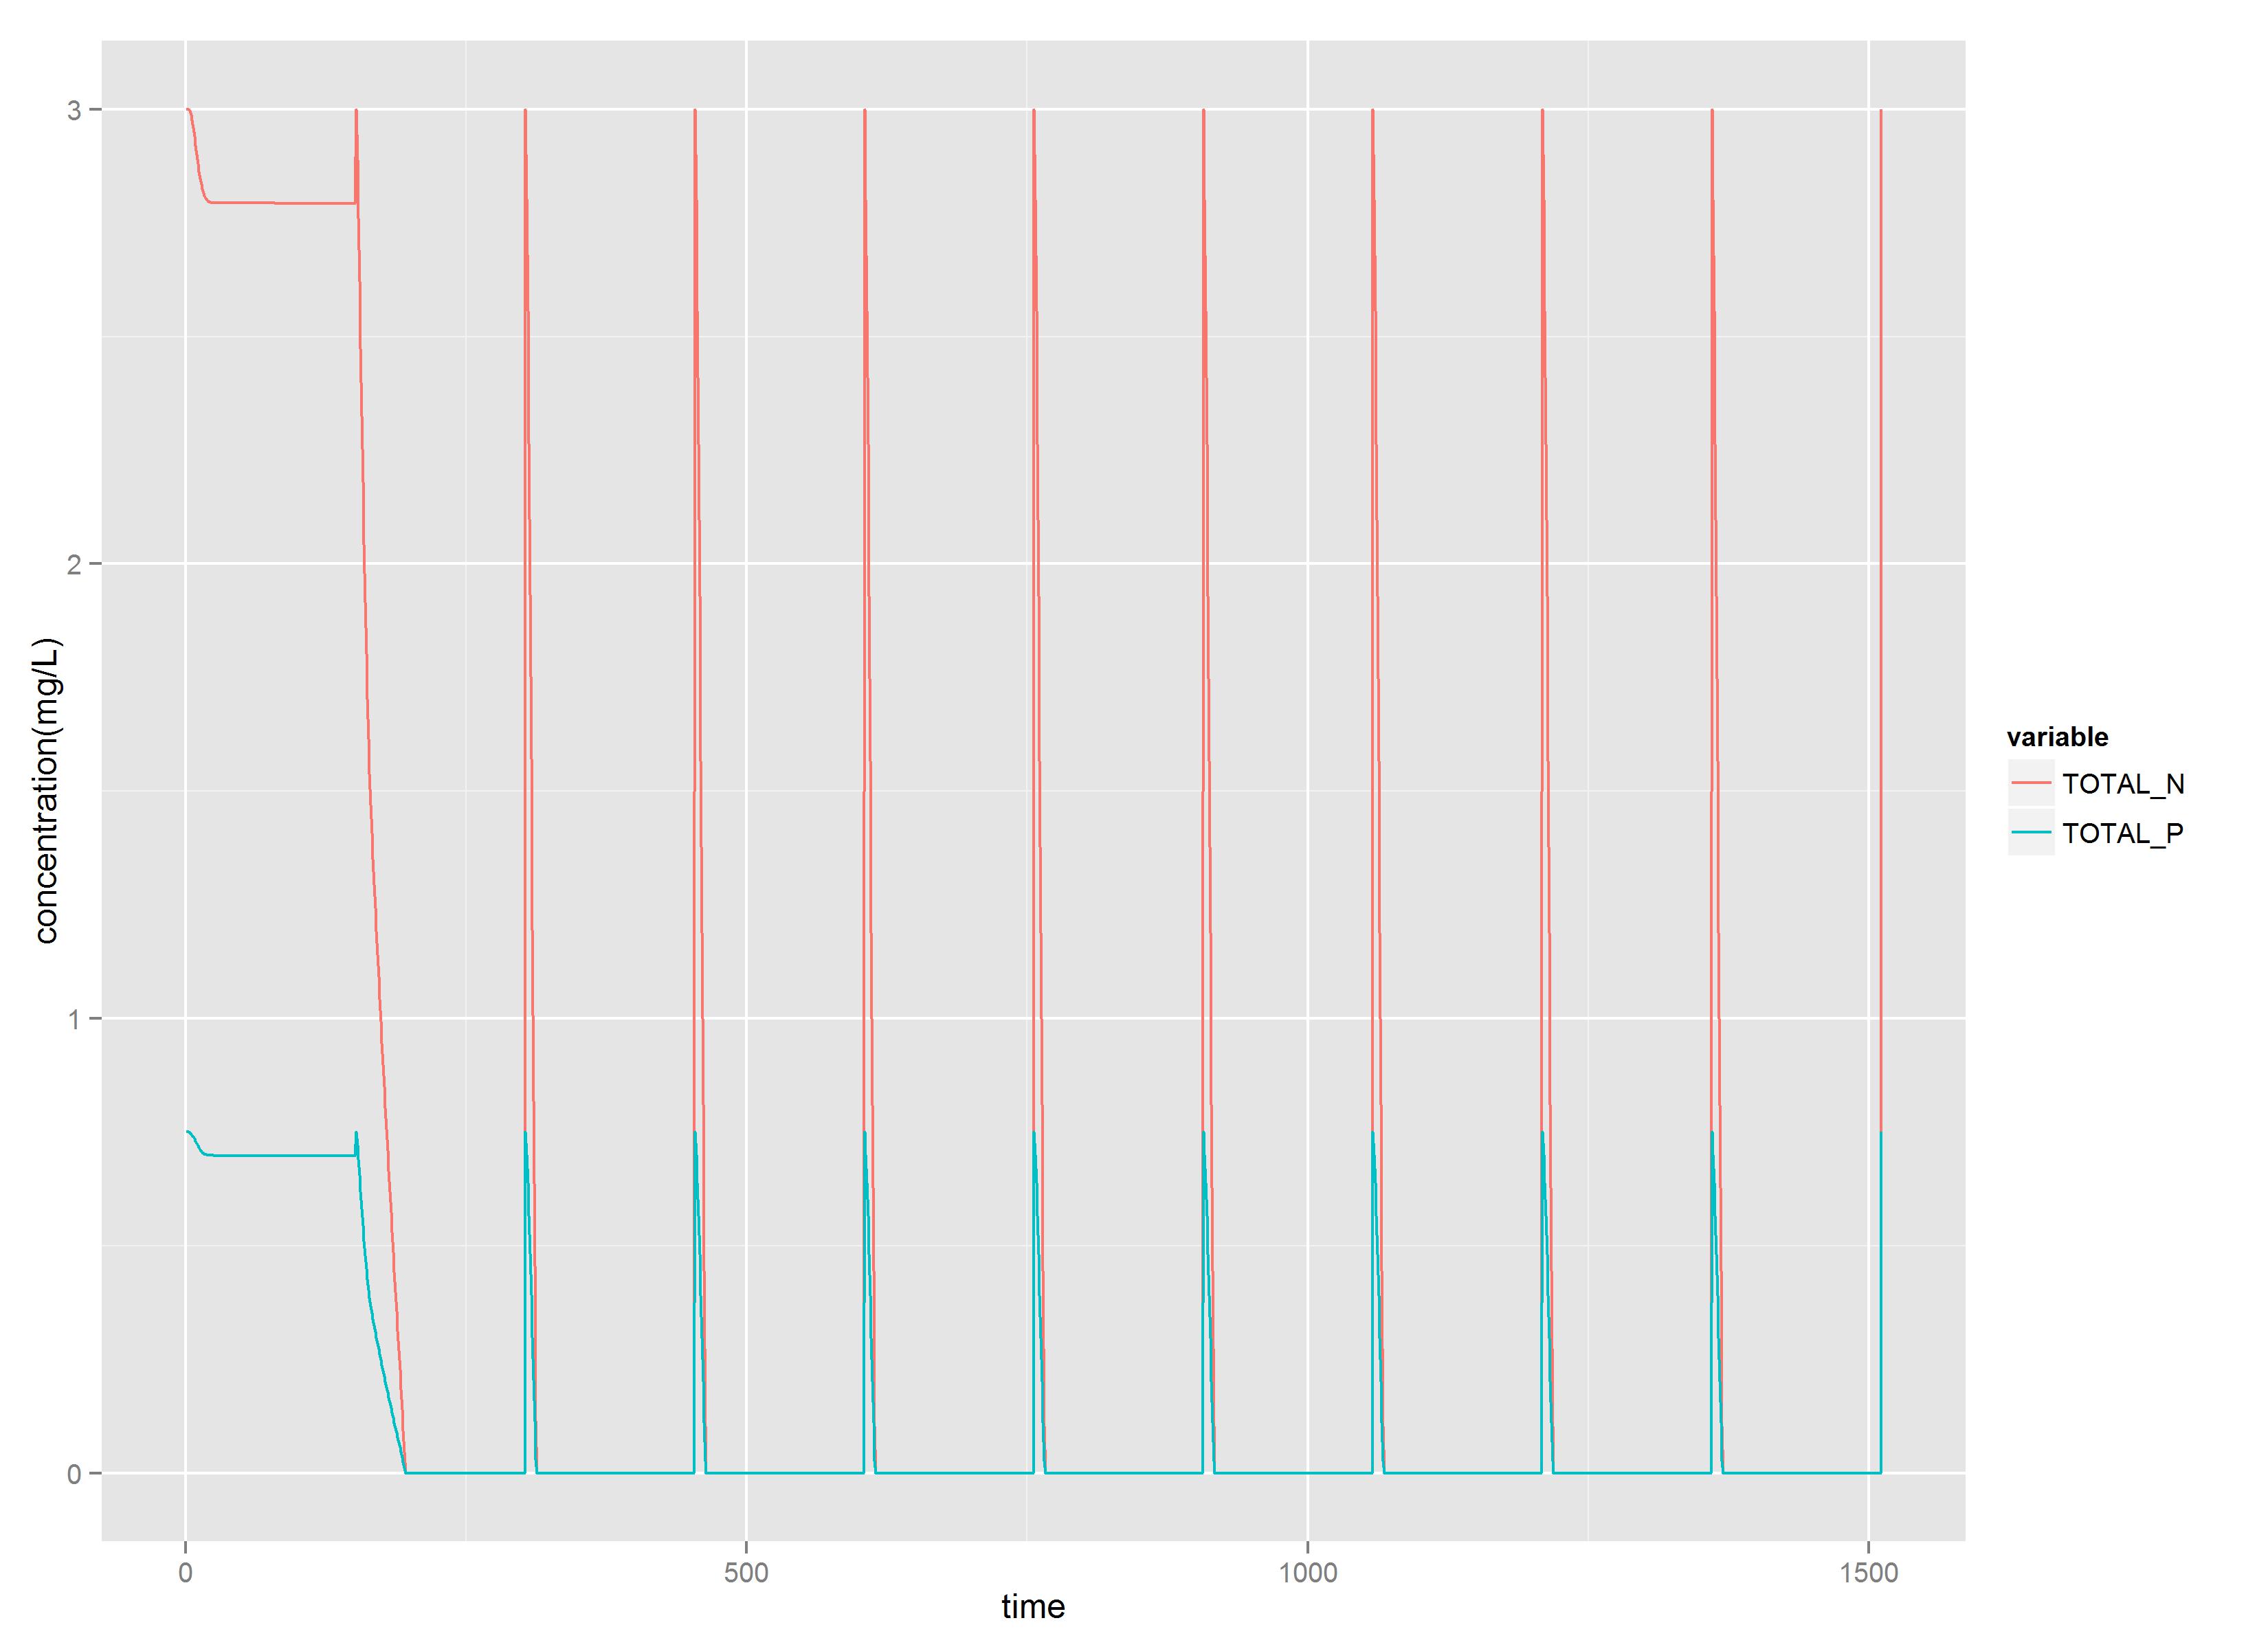 3
2
1
0
concentration(mg/L)
0
500
1000
1500
time
variable
TOTAL_N
TOTAL_P